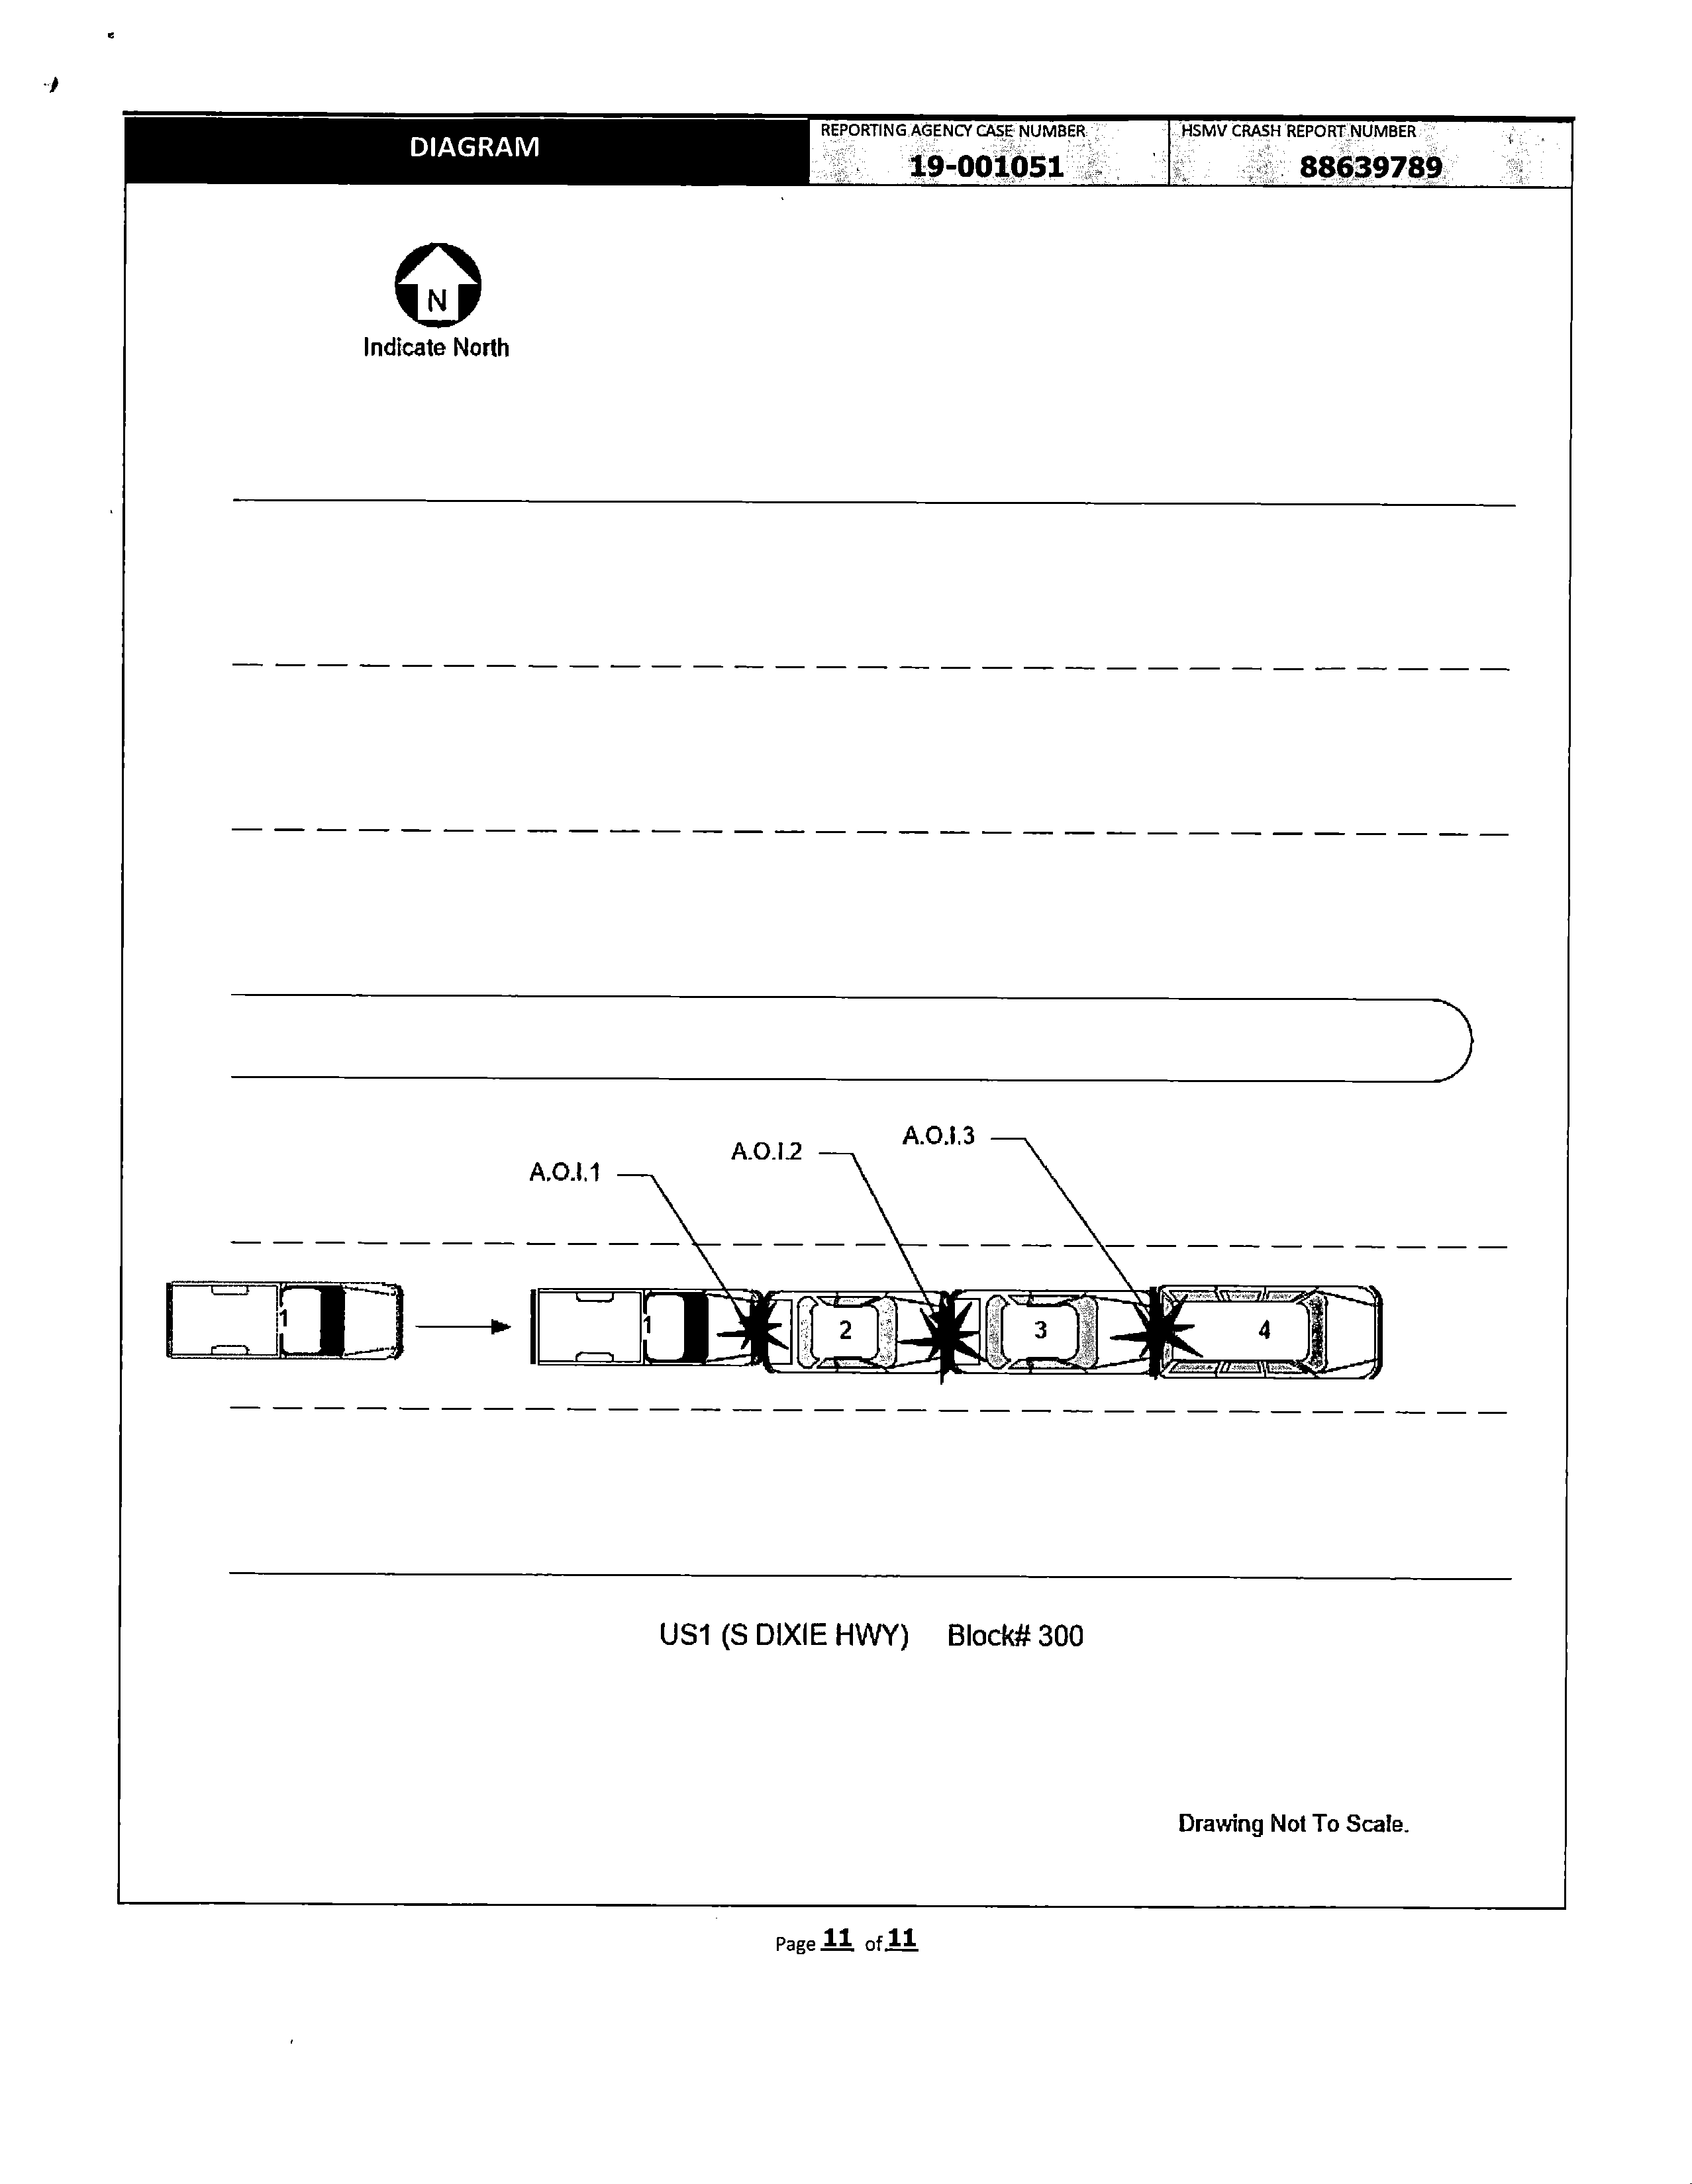 DIAGRAM
REPORTING AGENCY CASE NUMBER
19-001051
HSMV CRASH REPORT NUMBER
88639789
N
Indicate North
A.O.I.1
A.O.I.2
A.O.I.3
1
1
2
3
4
US1 (S DIXIE HWY) Block# 300
Drawing Not To Scale.
Page 11 of 11